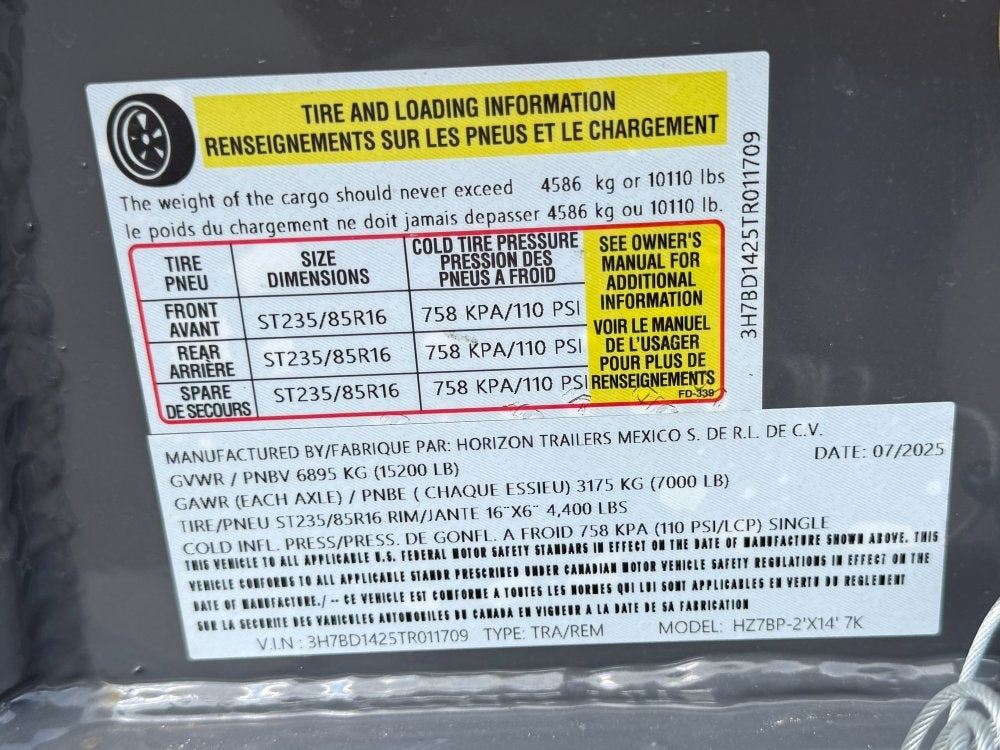 TIRE AND LOADING INFORMATION
RENSEIGNEMENTS SUR LES PNEUS ET LE CHARGEMENT
The weight of the cargo should never exceed 4586 kg or 10110 lbs
le poids du chargement ne doit jamais depasser 4586 kg ou 10110 lb.
TIRE
PNEU
SIZE
DIMENSIONS
COLD TIRE PRESSURE
PRESSION DES
PNEUS A FROID
FRONT
AVANT
ST235/85R16
758 KPA/110 PSI
REAR
ARRIÈRE
ST235/85R16
758 KPA/110 PSI
SPARE
DE SECOURS
ST235/85R16
758 KPA/110 PSI
SEE OWNER'S
MANUAL FOR
ADDITIONAL
INFORMATION
VOIR LE MANUEL
DE L'USAGER
POUR PLUS DE
RENSEIGNEMENTS
FD-339
3H7BD1425TR011709
MANUFACTURED BY/FABRIQUE PAR: HORIZON TRAILERS MEXICO S. DE R.L. DE C.V.
GVWR / PNBV 6895 KG (15200 LB) DATE: 07/2025
GAWR (EACH AXLE) / PNBE ( CHAQUE ESSIEU) 3175 KG (7000 LB)
TIRE/PNEU ST235/85R16 RIM/JANTE 16"X6" 4,400 LBS
COLD INFL. PRESS/PRESS. DE GONFL. A FROID 758 KPA (110 PSI/LCP) SINGLE
THIS VEHICLE TO ALL APPLICABLE U.S. FEDERAL MOTOR SAFETY STANDARS IN EFFECT ON THE DATE OF MANUFACTURE SHOWN ABOVE. THIS
VEHICLE CONFORMS TO ALL APPLICABLE STANDR PRESCRIBED UNDER CANADIAN MOTOR VEHICLE SAFETY REGULATIONS IN EFFECT ON THE
DATE OF MANUFACTURE./ -- CE VEHICLE EST CONFORME A TOUTES LES NORMES QUI LUI SONT APPLICABLES EN VERTU DU REGLEMENT
SUR LA SECURITE DES VAHICULES AUTOMOBILES DU CANADA EN VIGUEUR A LA DATE DE SA FABRICATION
V.I.N : 3H7BD1425TR011709 TYPE: TRA/REM MODEL: HZ7BP-2'X14' 7K